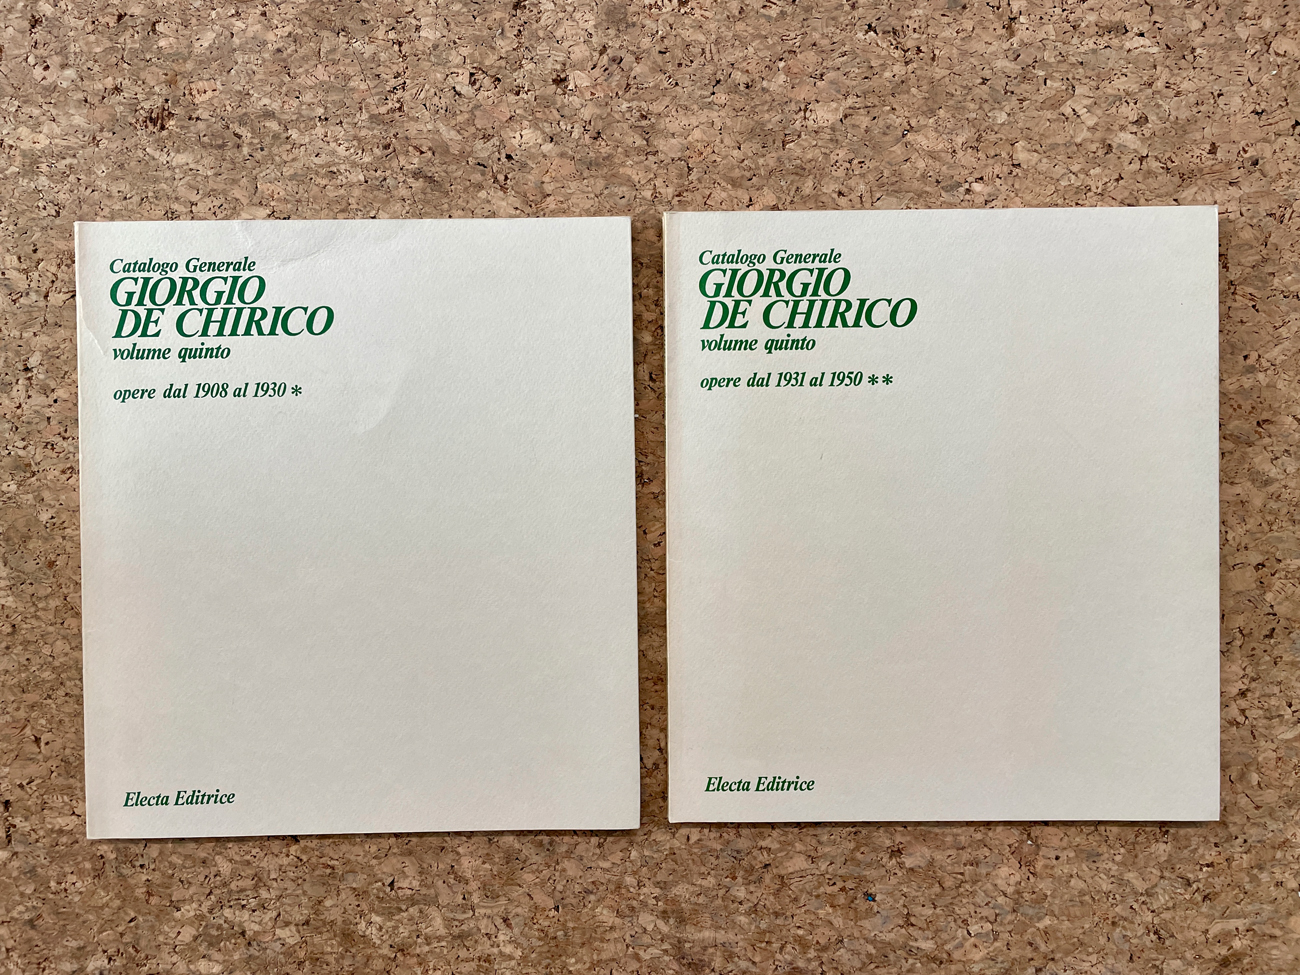 Catalogo Generale
GIORGIO
DE CHIRICO
volume quinto
opere dal 1908 al 1930 *
Electa Editrice
Catalogo Generale
GIORGIO
DE CHIRICO
volume quinto
opere dal 1931 al 1950 **
Electa Editrice